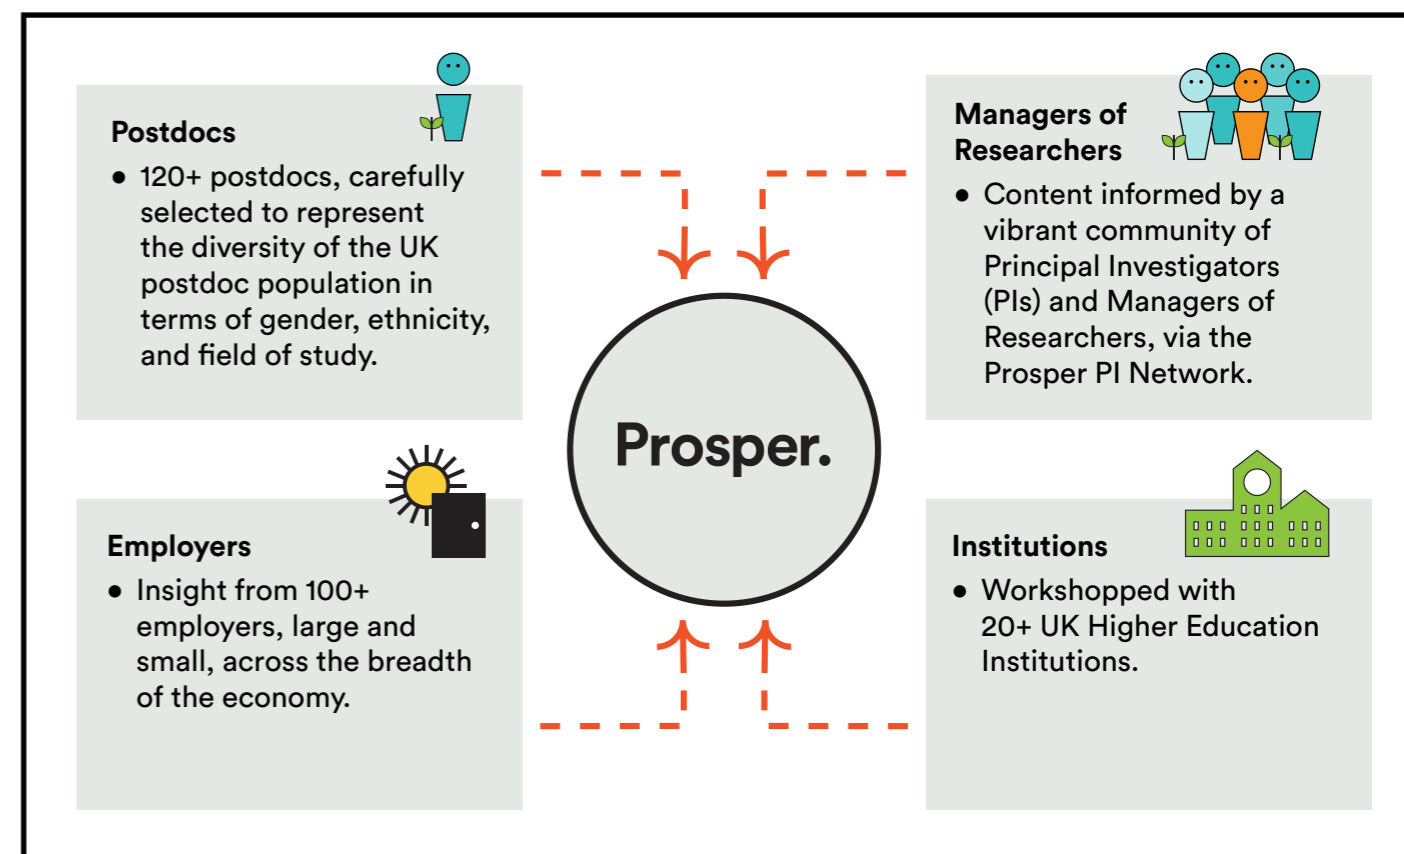 Postdocs
● 120+ postdocs, carefully
selected to represent
the diversity of the UK
postdoc population in
terms of gender, ethnicity,
and field of study.
Managers of
Researchers
● Content informed by a
vibrant community of
Principal Investigators
(PIs) and Managers of
Researchers, via the
Prosper PI Network.
Prosper.
Employers
● Insight from 100+
employers, large and
small, across the breadth
of the economy.
Institutions
● Workshopped with
20+ UK Higher Education
Institutions.